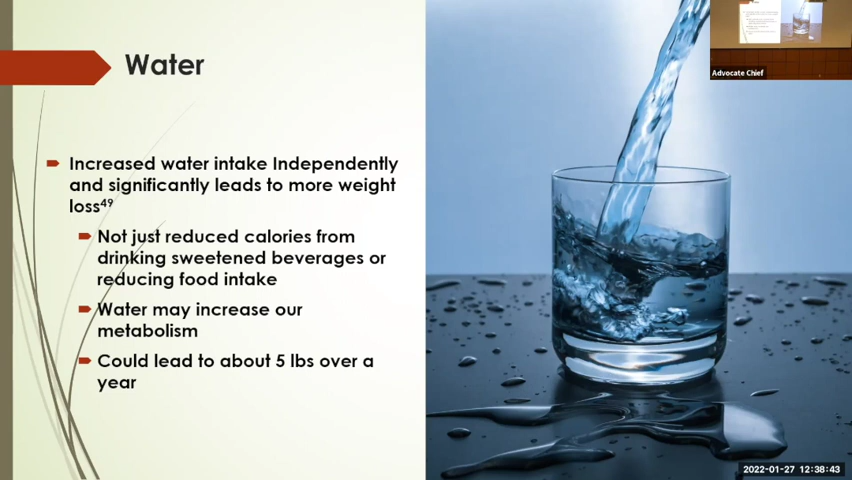 Water
Increased water intake Independently
and significantly leads to more weight
loss49
Not just reduced calories from
drinking sweetened beverages or
reducing food intake
Water may increase our
metabolism
Could lead to about 5 lbs over a
year
Advocate Chief
2022-01-27 12:38:43